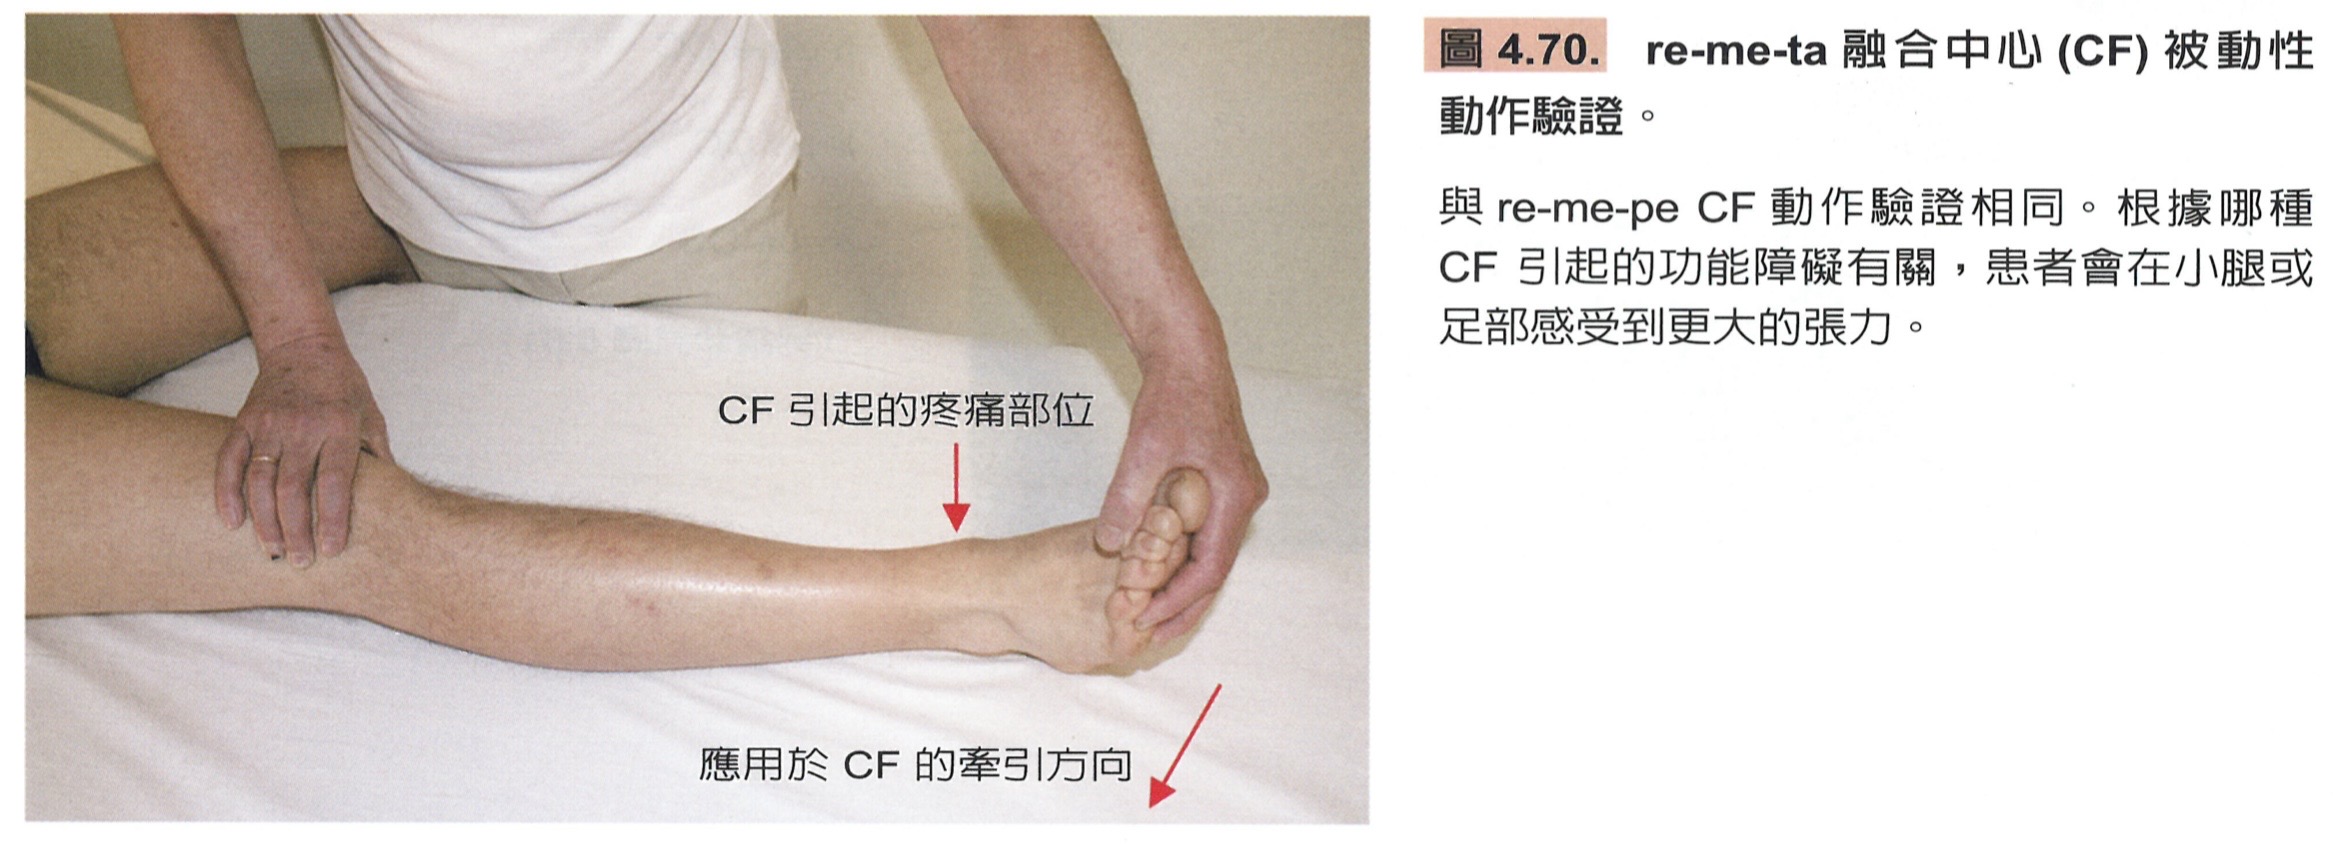 CF 引起的疼痛部位
應用於 CF 的牽引方向
圖 4.70. re-me-ta 融合中心 (CF) 被動性
動作驗證。
與 re-me-pe CF 動作驗證相同。根據哪種
CF 引起的功能障礙有關，患者會在小腿或
足部感受到更大的張力。